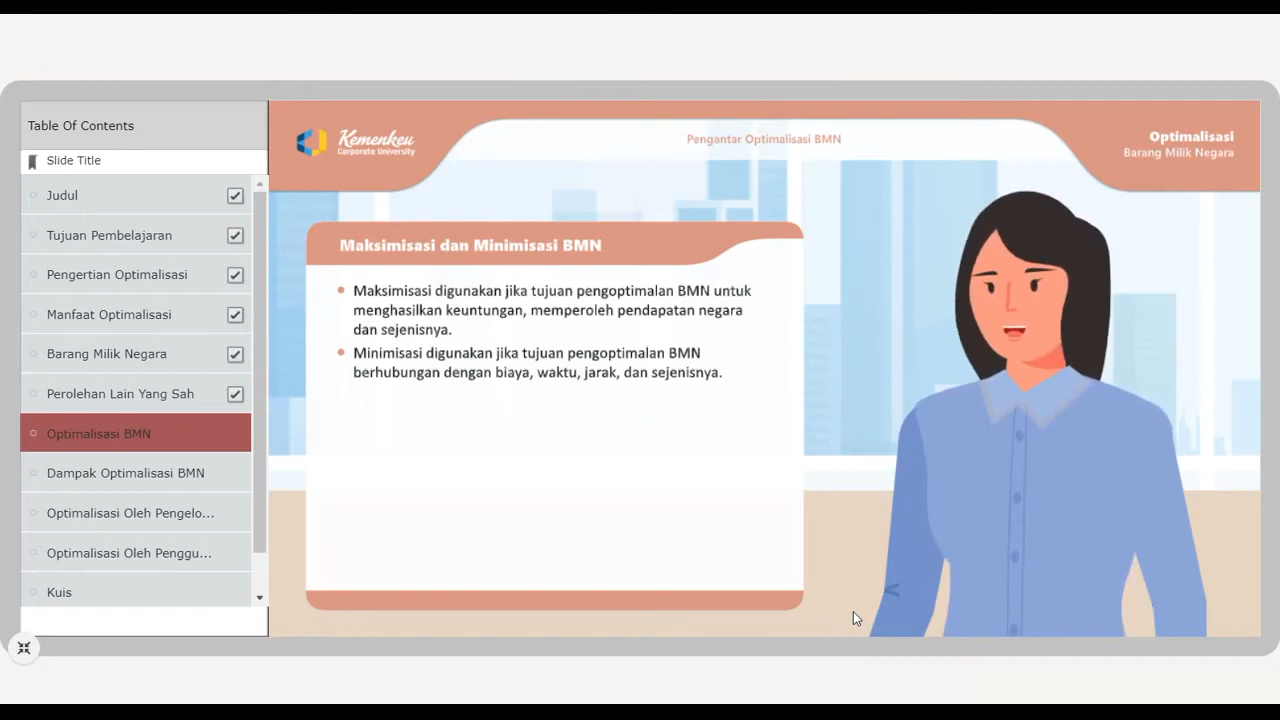 Table Of Contents
Slide Title
Judul
Tujuan Pembelajaran
Pengertian Optimalisasi
Manfaat Optimalisasi
Barang Milik Negara
Perolehan Lain Yang Sah
Optimalisasi BMN
Dampak Optimalisasi BMN
Optimalisasi Oleh Pengelo...
Optimalisasi Oleh Penggu...
Kuis
Kemenkeu
Corporate University
Pengantar Optimalisasi BMN
Optimalisasi
Barang Milik Negara
Maksimisasi dan Minimisasi BMN
Maksimisasi digunakan jika tujuan pengoptimalan BMN untuk
menghasilkan keuntungan, memperoleh pendapatan negara
dan sejenisnya.
Minimisasi digunakan jika tujuan pengoptimalan BMN
berhubungan dengan biaya, waktu, jarak, dan sejenisnya.